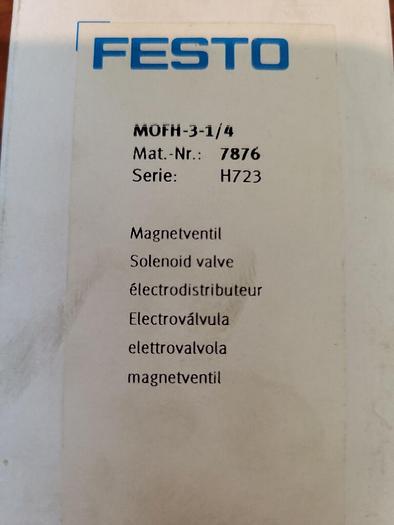 FESTO
MOFH-3-1/4
Mat.-Nr.: 7876
Serie: H723
Magnetventil
Solenoid valve
électrodistributeur
Electroválvula
elettrovalvola
magnetventil